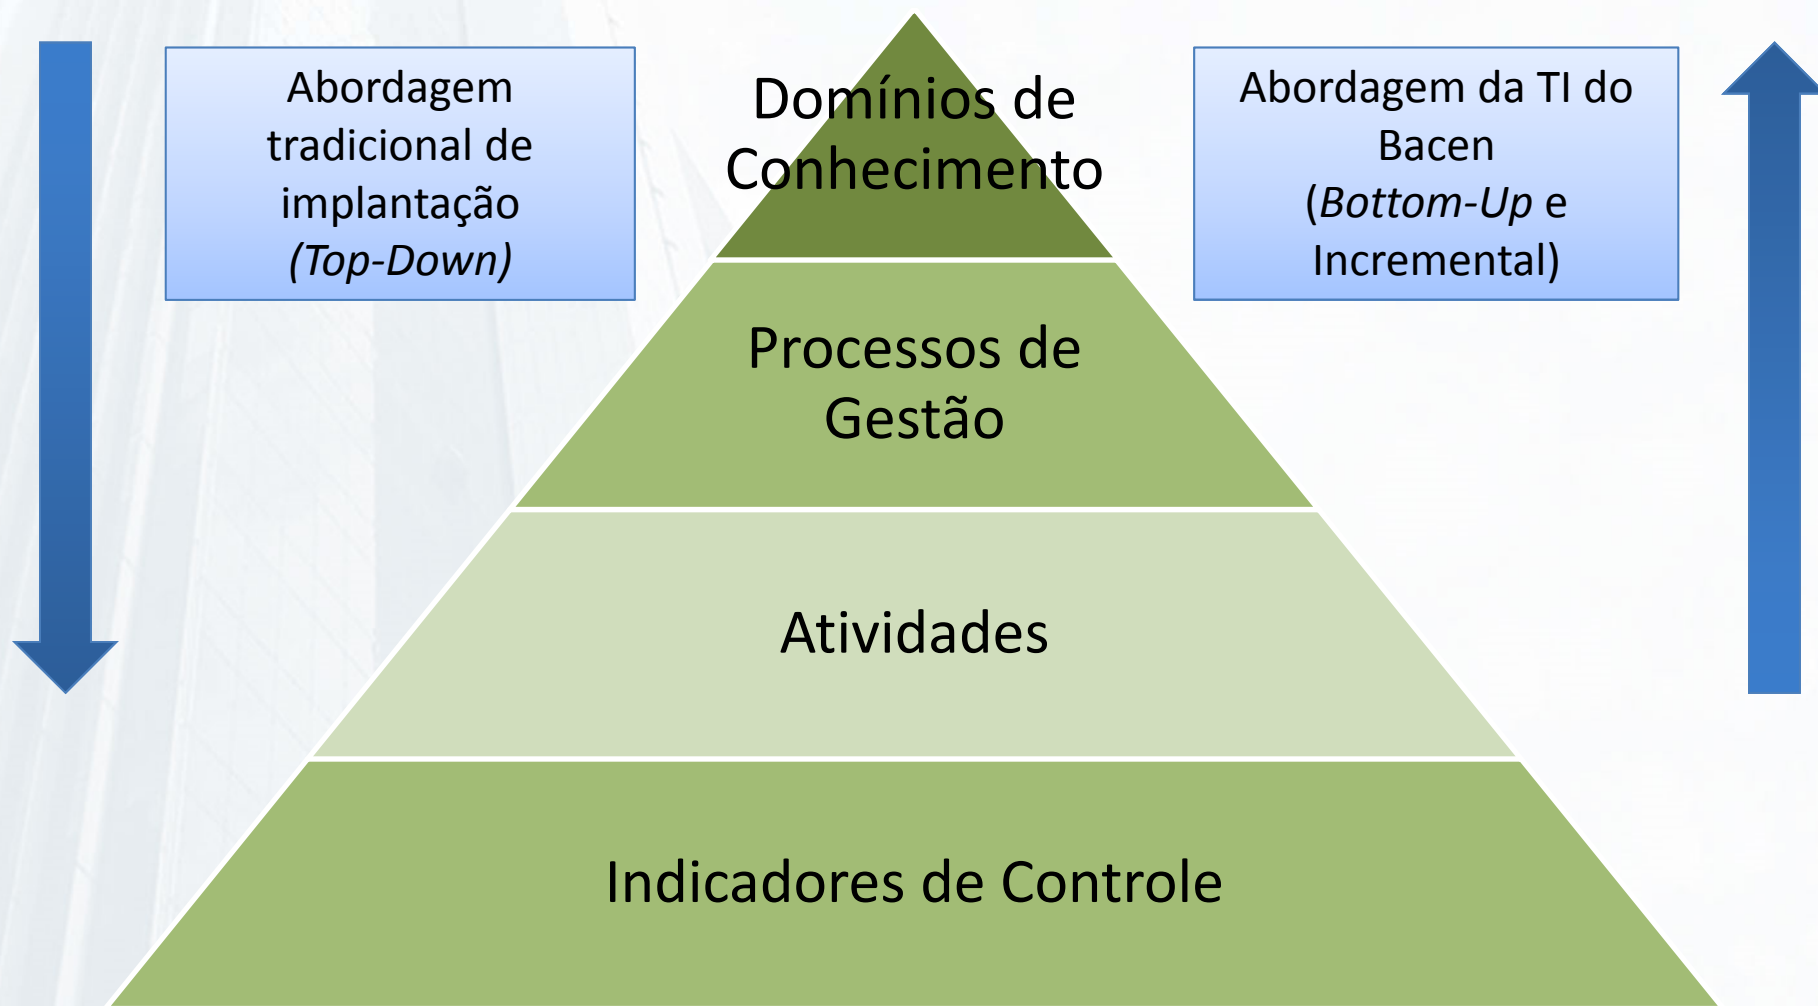 Abordagem
tradicional de
implantação
(Top-Down)
Domínios de
Conhecimento
Abordagem da TI do
Bacen
(Bottom-Up e
Incremental)
Processos de
Gestão
Atividades
Indicadores de Controle